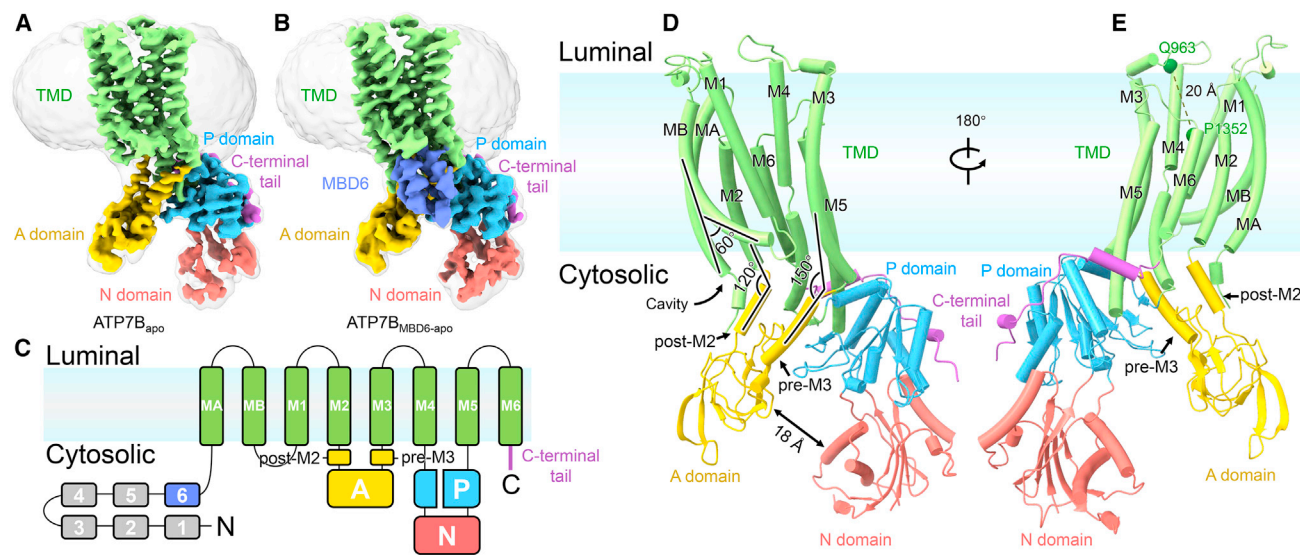 A
TMD
P domain
C-terminal
tail
A domain
N domain
ATP7Bapo
B
TMD
P domain
C-terminal
tail
MBD6
A domain
N domain
ATP7BMBD6-apo
C
Luminal
MA
MB
M1
M2
M3
M4
M5
M6
Cytosolic
post-M2
pre-M3
C-terminal
tail
C
A
P
N
4
5
6
3
2
1
N
D
Luminal
M1
M4
M3
MB
MA
M6
TMD
M2
M5
60°
Cytosolic
120°
150°
P domain
Cavity
C-terminal
tail
post-M2
pre-M3
18 Å
A domain
N domain
180°
E
Q963
20 Å
M3
M1
P1352
TMD
M4
M2
M6
M5
MB
MA
P domain
post-M2
pre-M3
A domain
N domain